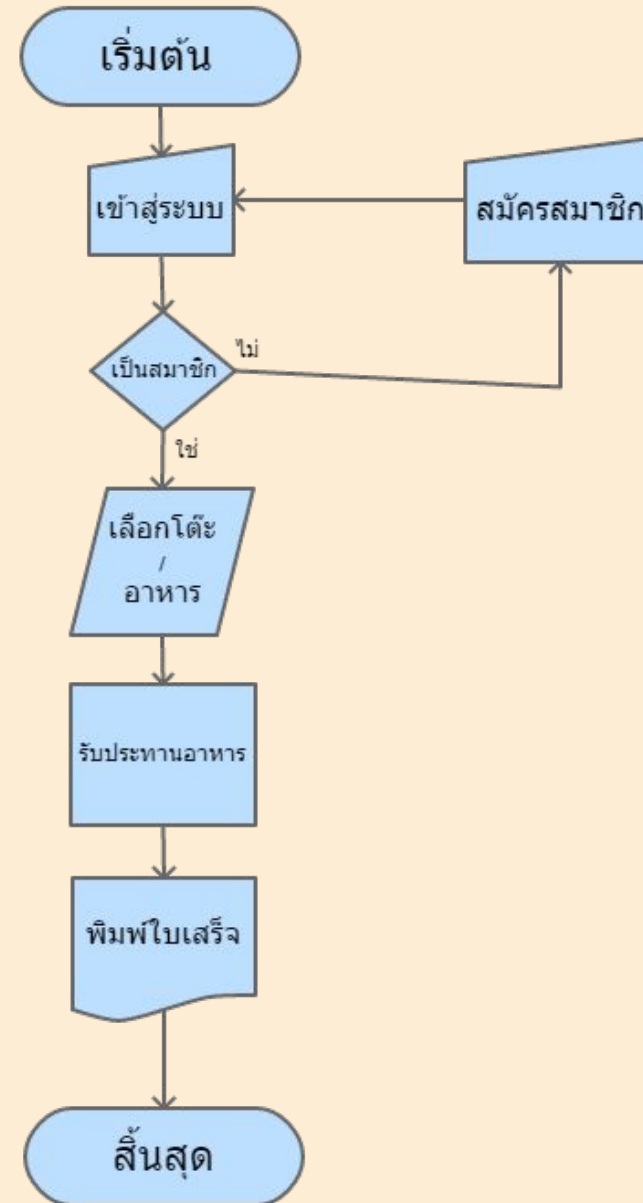 เริ่มต้น
เข้าสู่ระบบ
สมัครสมาชิก
เป็นสมาชิก
ไม่
ใช่
เลือกโต๊ะ
/
อาหาร
รับประทานอาหาร
พิมพ์ใบเสร็จ
สิ้นสุด